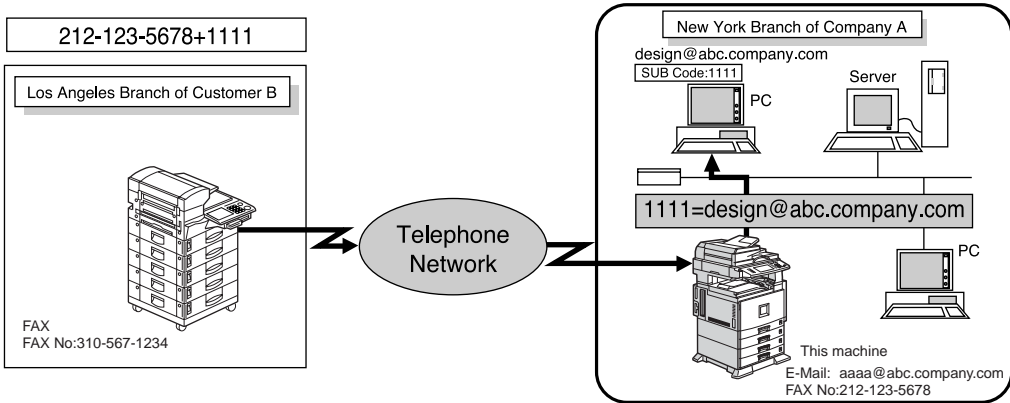 212-123-5678+1111
Los Angeles Branch of Customer B
FAX
FAX No:310-567-1234
Telephone
Network
New York Branch of Company A
design@abc.company.com
SUB Code:1111
PC
Server
1111=design@abc.company.com
PC
This machine
E-Mail: aaaa@abc.company.com
FAX No:212-123-5678